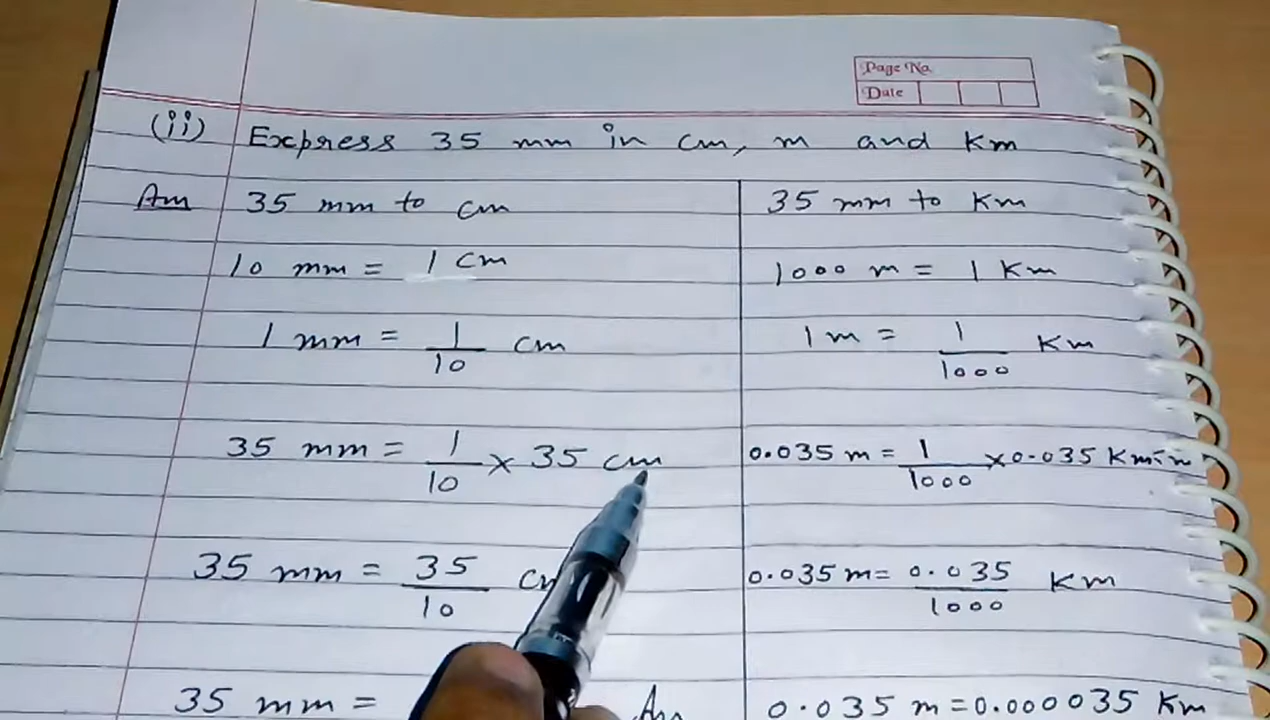 Page No.
Date
(ii) Express 35 mm in cm, m and Km
Ans 35 mm to cm
10 mm = 1 cm
1 mm = 1/10 cm
35 mm = 1/10 × 35 cm
35 mm = 35/10
35 mm =
35 mm to Km
1000 m = 1 Km
1 m = 1/1000 Km
0.035 m = 1/1000 × 0.035 Km
0.035 m = 0.035/1000 Km
0.035 m = 0.000035 Km